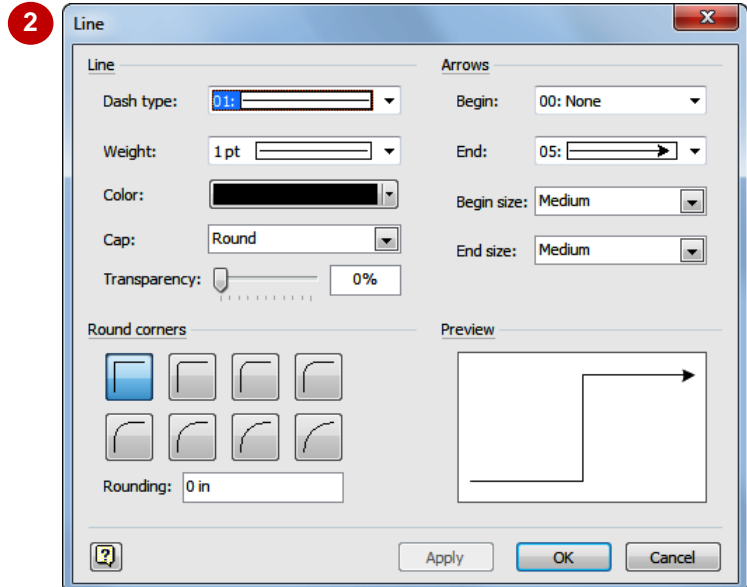 2
Line
Line
Dash type: 01:
Weight: 1 pt
Color:
Cap: Round
Transparency: 0%
Arrows
Begin: 00: None
End: 05:
Begin size: Medium
End size: Medium
Round corners
Rounding: 0 in
Preview
? Apply OK Cancel